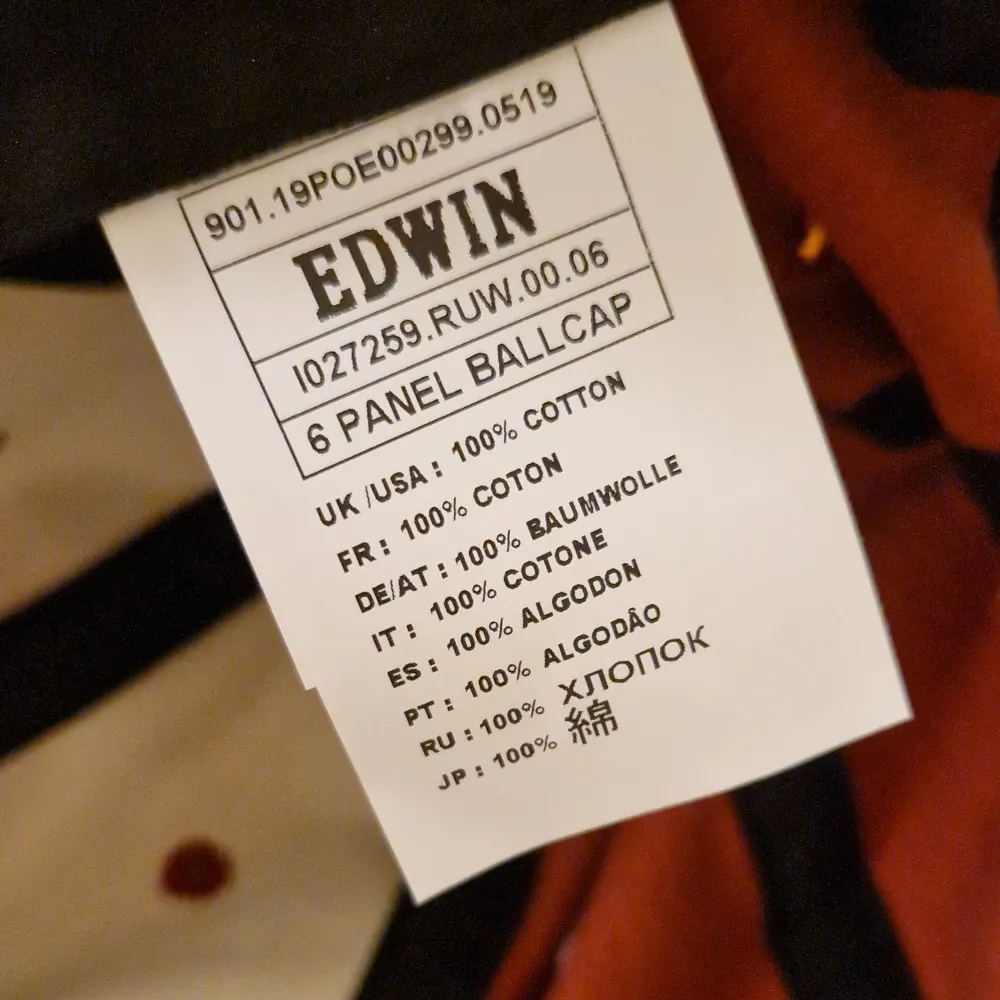 901.19POE00299.0519
EDWIN
I027259.RUW.00.06
6 PANEL BALLCAP
UK /USA : 100% COTTON
FR : 100% COTON
DE/AT : 100% BAUMWOLLE
IT : 100% COTONE
ES : 100% ALGODON
PT : 100% ALGODÂO
RU : 100% ХЛОПОК
JP : 100% 綿